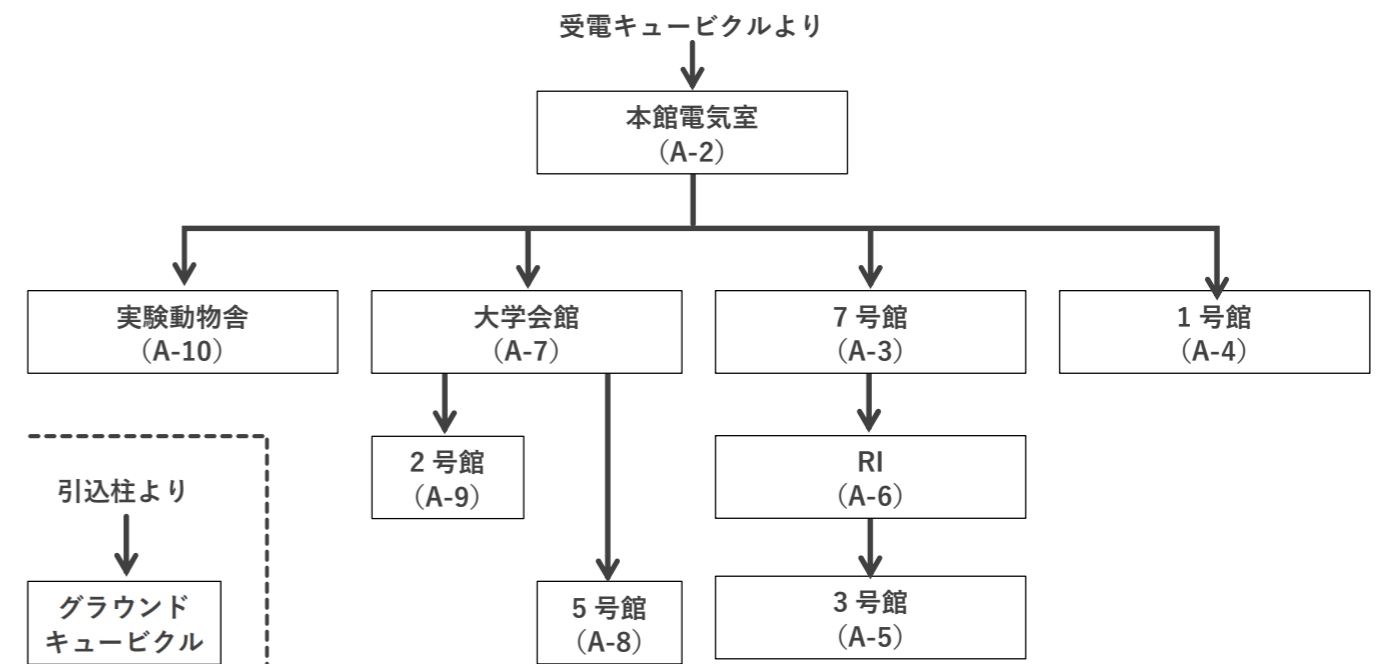 受電キュービクルより
本館電気室
（A-2）
実験動物舎
（A-10）
大学会館
（A-7）
7 号館
（A-3）
1 号館
（A-4）
2 号館
（A-9）
RI
（A-6）
引込柱より
グラウンド
キュービクル
5 号館
（A-8）
3 号館
（A-5）